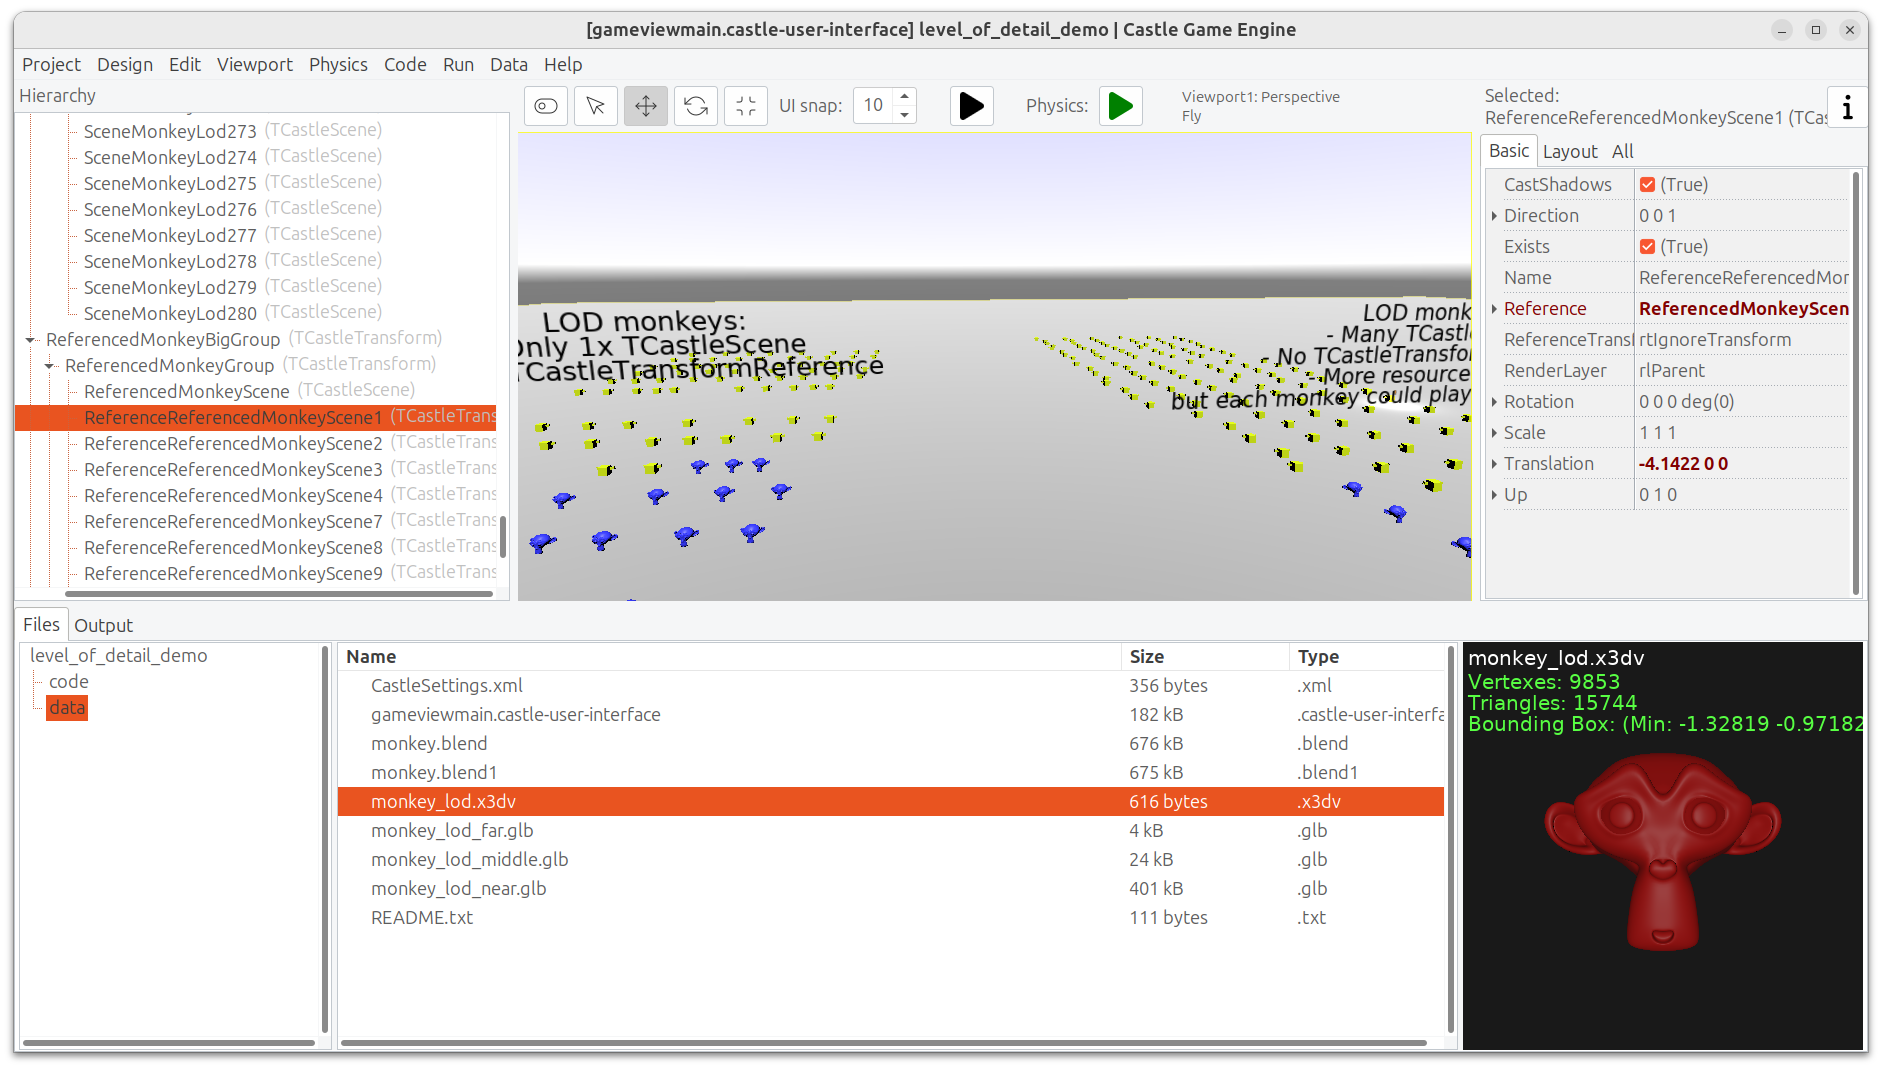 [gameviewmain.castle-user-interface] level_of_detail_demo | Castle Game Engine
Project Design Edit Viewport Physics Code Run Data Help
Hierarchy
SceneMonkeyLod273 (TCastleScene)
SceneMonkeyLod274 (TCastleScene)
SceneMonkeyLod275 (TCastleScene)
SceneMonkeyLod276 (TCastleScene)
SceneMonkeyLod277 (TCastleScene)
SceneMonkeyLod278 (TCastleScene)
SceneMonkeyLod279 (TCastleScene)
SceneMonkeyLod280 (TCastleScene)
ReferencedMonkeyBigGroup (TCastleTransform)
ReferencedMonkeyGroup (TCastleTransform)
ReferencedMonkeyScene (TCastleScene)
ReferenceReferencedMonkeyScene1 (TCastleTrans
ReferenceReferencedMonkeyScene2 (TCastleTrans
ReferenceReferencedMonkeyScene3 (TCastleTrans
ReferenceReferencedMonkeyScene4 (TCastleTrans
ReferenceReferencedMonkeyScene7 (TCastleTrans
ReferenceReferencedMonkeyScene8 (TCastleTrans
ReferenceReferencedMonkeyScene9 (TCastleTrans
UI snap: 10 Physics:
Viewport1: Perspective
Fly
LOD monkeys:
Only 1x TCastleScene
TCastleTransformReference
LOD monk
- Many TCastl
- No TCastleTransfo
- More resource
but each monkey could play
Selected:
ReferenceReferencedMonkeyScene1 (TCas
i
Basic Layout All
CastShadows (True)
Direction 0 0 1
Exists (True)
Name ReferenceReferencedMor
Reference ReferencedMonkeyScen
ReferenceTransf rtIgnoreTransform
RenderLayer rlParent
Rotation 0 0 0 deg(0)
Scale 1 1 1
Translation -4.1422 0 0
Up 0 1 0
Files Output
level_of_detail_demo
code
data
Name Size Type
CastleSettings.xml 356 bytes .xml
gameviewmain.castle-user-interface 182 kB .castle-user-interfa
monkey.blend 676 kB .blend
monkey.blend1 675 kB .blend1
monkey_lod.x3dv 616 bytes .x3dv
monkey_lod_far.glb 4 kB .glb
monkey_lod_middle.glb 24 kB .glb
monkey_lod_near.glb 401 kB .glb
README.txt 111 bytes .txt
monkey_lod.x3dv
Vertexes: 9853
Triangles: 15744
Bounding Box: (Min: -1.32819 -0.97182